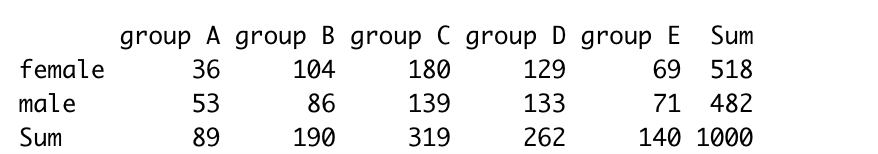 group A group B group C group D group E Sum
female 36 104 180 129 69 518
male 53 86 139 133 71 482
Sum 89 190 319 262 140 1000